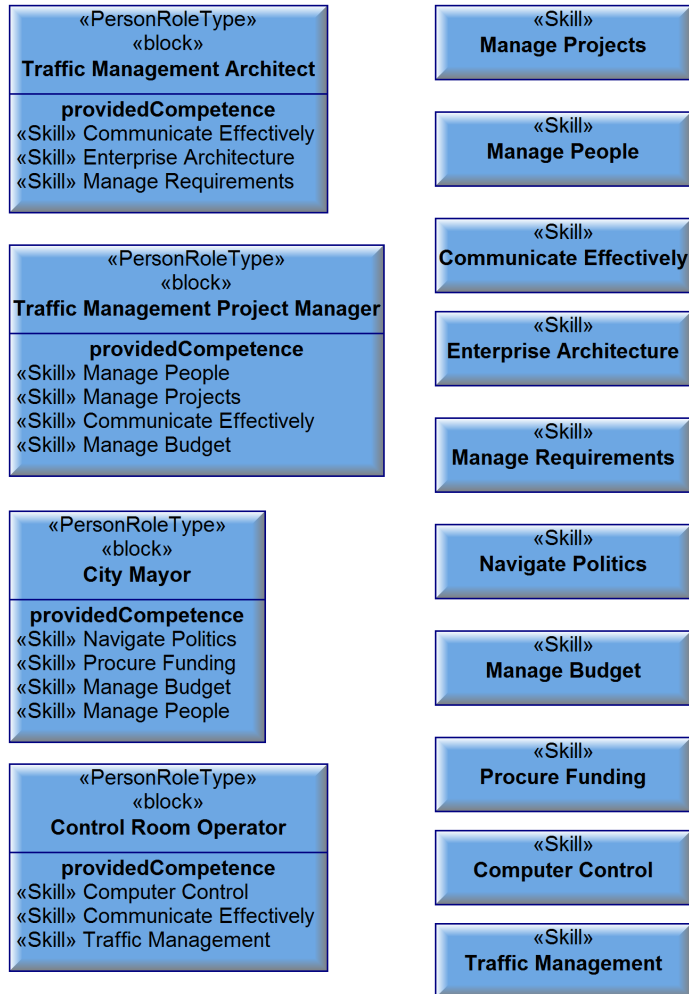 «PersonRoleType»
«block»
Traffic Management Architect
providedCompetence
«Skill» Communicate Effectively
«Skill» Enterprise Architecture
«Skill» Manage Requirements
«PersonRoleType»
«block»
Traffic Management Project Manager
providedCompetence
«Skill» Manage People
«Skill» Manage Projects
«Skill» Communicate Effectively
«Skill» Manage Budget
«PersonRoleType»
«block»
City Mayor
providedCompetence
«Skill» Navigate Politics
«Skill» Procure Funding
«Skill» Manage Budget
«Skill» Manage People
«PersonRoleType»
«block»
Control Room Operator
providedCompetence
«Skill» Computer Control
«Skill» Communicate Effectively
«Skill» Traffic Management
«Skill»
Manage Projects
«Skill»
Manage People
«Skill»
Communicate Effectively
«Skill»
Enterprise Architecture
«Skill»
Manage Requirements
«Skill»
Navigate Politics
«Skill»
Manage Budget
«Skill»
Procure Funding
«Skill»
Computer Control
«Skill»
Traffic Management